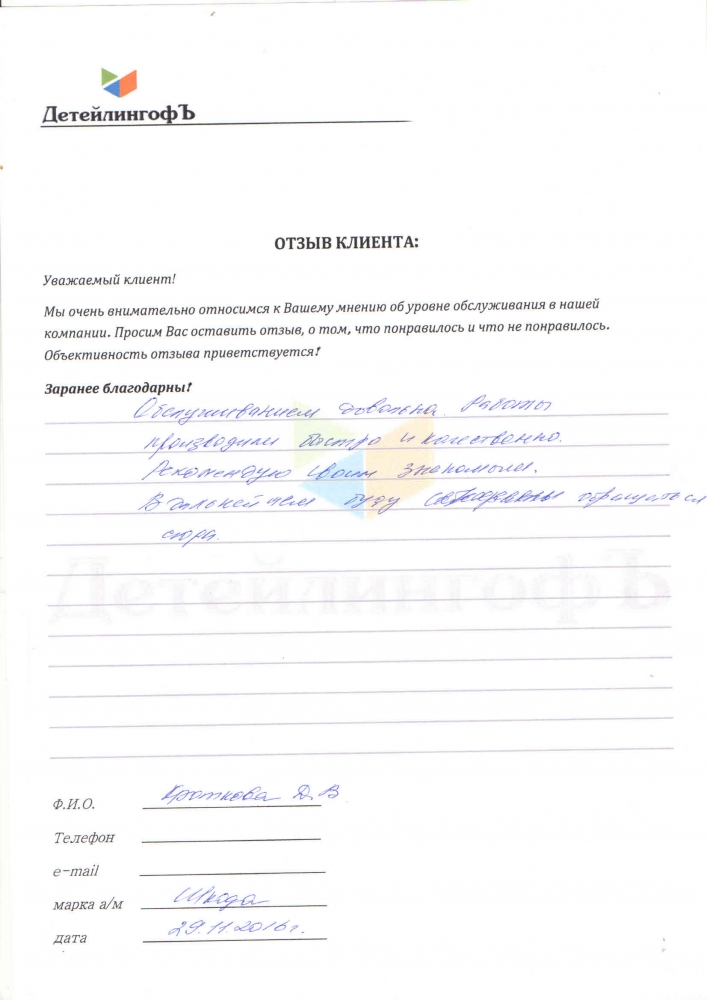 ДетейлингофЪ
ОТЗЫВ КЛИЕНТА:
Уважаемый клиент!
Мы очень внимательно относимся к Вашему мнению об уровне обслуживания в нашей
компании. Просим Вас оставить отзыв, о том, что понравилось и что не понравилось.
Объективность отзыва приветствуется!
Заранее благодарны!
Обслуживанием довольна. Работы
производили быстро и качественно.
Рекомендую своим знакомым.
В дальнейшем буду обращаться
сюда.
ДетейлингофЪ
Ф.И.О. Кроткова Д.В
Телефон
e-mail
марка а/м Шкода
дата 29.11.2016г.